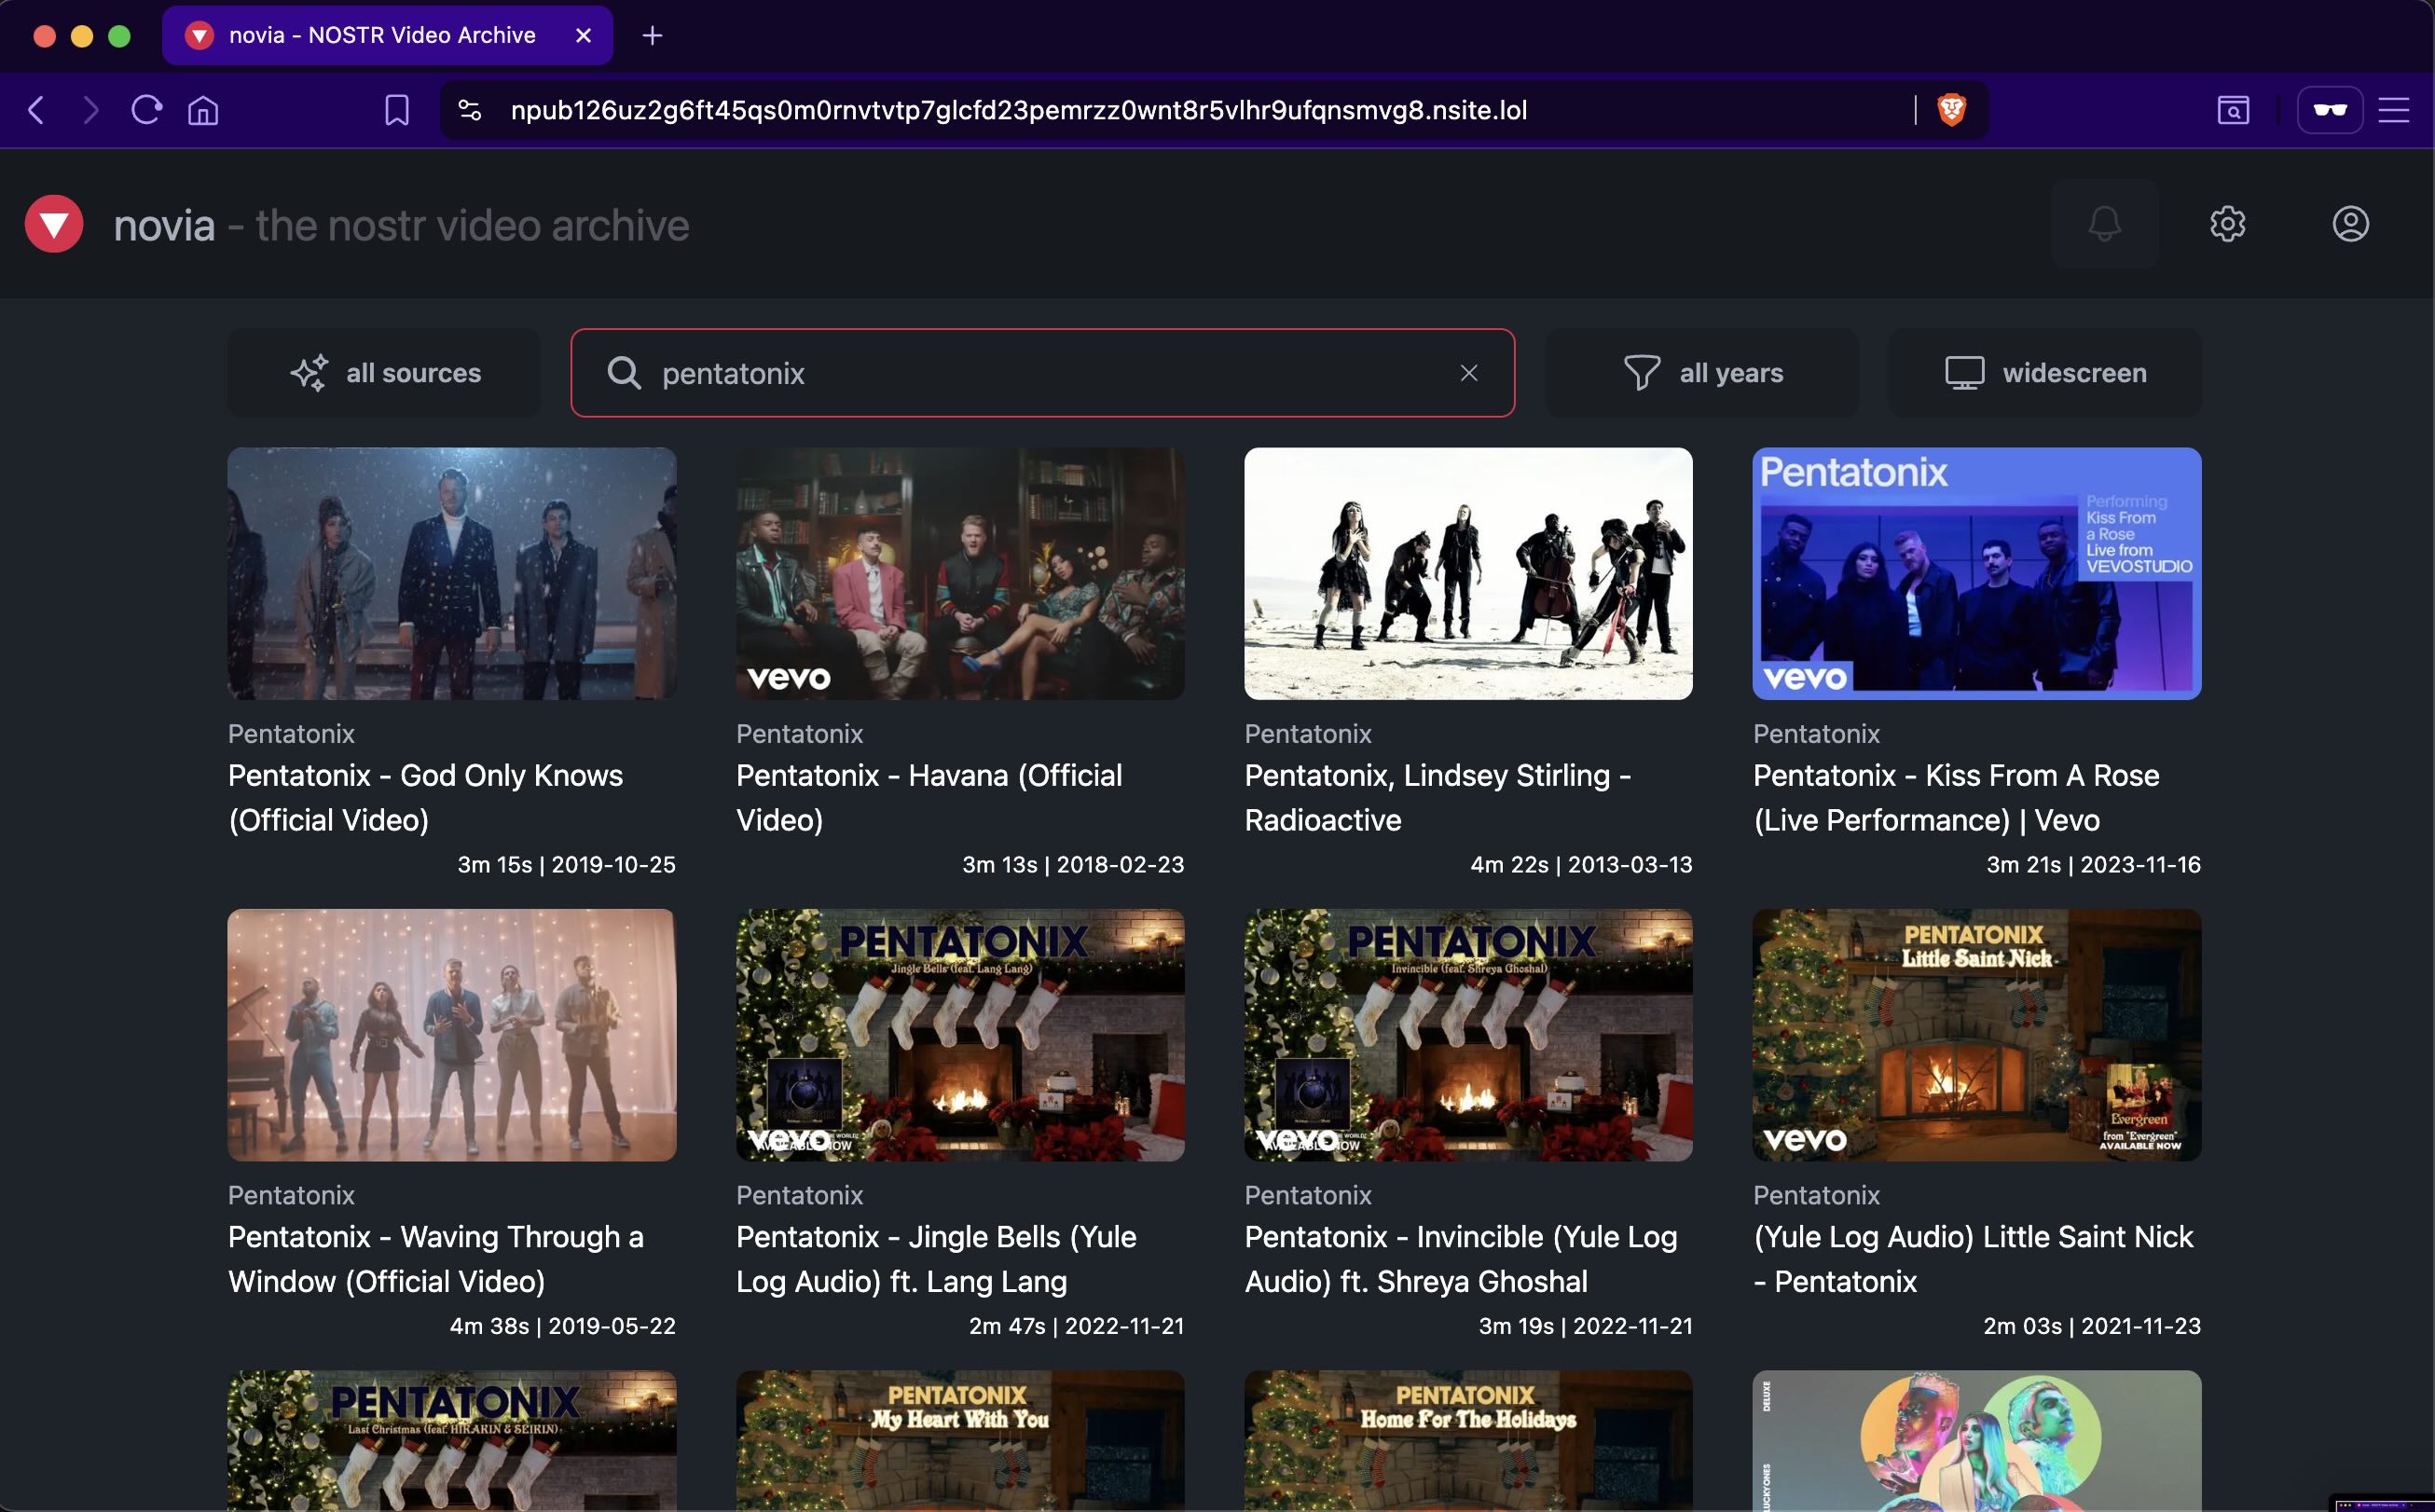 novia - NOSTR Video Archive
npub126uz2g6ft45qs0m0rnvtvtp7glcfd23pemrzz0wnt8r5vlhr9ufqnsmvg8.nsite.lol
novia - the nostr video archive
all sources
pentatonix
all years
widescreen
vevo
Pentatonix
Performing
Kiss From
a Rose
Live from
VEVOSTUDIO
vevo
Pentatonix
Pentatonix - God Only Knows
(Official Video)
3m 15s | 2019-10-25
Pentatonix
Pentatonix - Havana (Official
Video)
3m 13s | 2018-02-23
Pentatonix
Pentatonix, Lindsey Stirling -
Radioactive
4m 22s | 2013-03-13
Pentatonix
Pentatonix - Kiss From A Rose
(Live Performance) | Vevo
3m 21s | 2023-11-16
PENTATONIX
Jingle Bells (feat. Lang Lang)
vevo
AVAILABLE NOW
PENTATONIX
Invincible (feat. Shreya Ghoshal)
vevo
AVAILABLE NOW
PENTATONIX
Little Saint Nick
vevo
Evergreen
from "Evergreen"
AVAILABLE NOW
Pentatonix
Pentatonix - Waving Through a
Window (Official Video)
4m 38s | 2019-05-22
Pentatonix
Pentatonix - Jingle Bells (Yule
Log Audio) ft. Lang Lang
2m 47s | 2022-11-21
Pentatonix
Pentatonix - Invincible (Yule Log
Audio) ft. Shreya Ghoshal
3m 19s | 2022-11-21
Pentatonix
(Yule Log Audio) Little Saint Nick
- Pentatonix
2m 03s | 2021-11-23
PENTATONIX
Last Christmas (feat. HIKAKIN & SEIKIN)
PENTATONIX
My Heart With You
PENTATONIX
Home For The Holidays
DELUXE